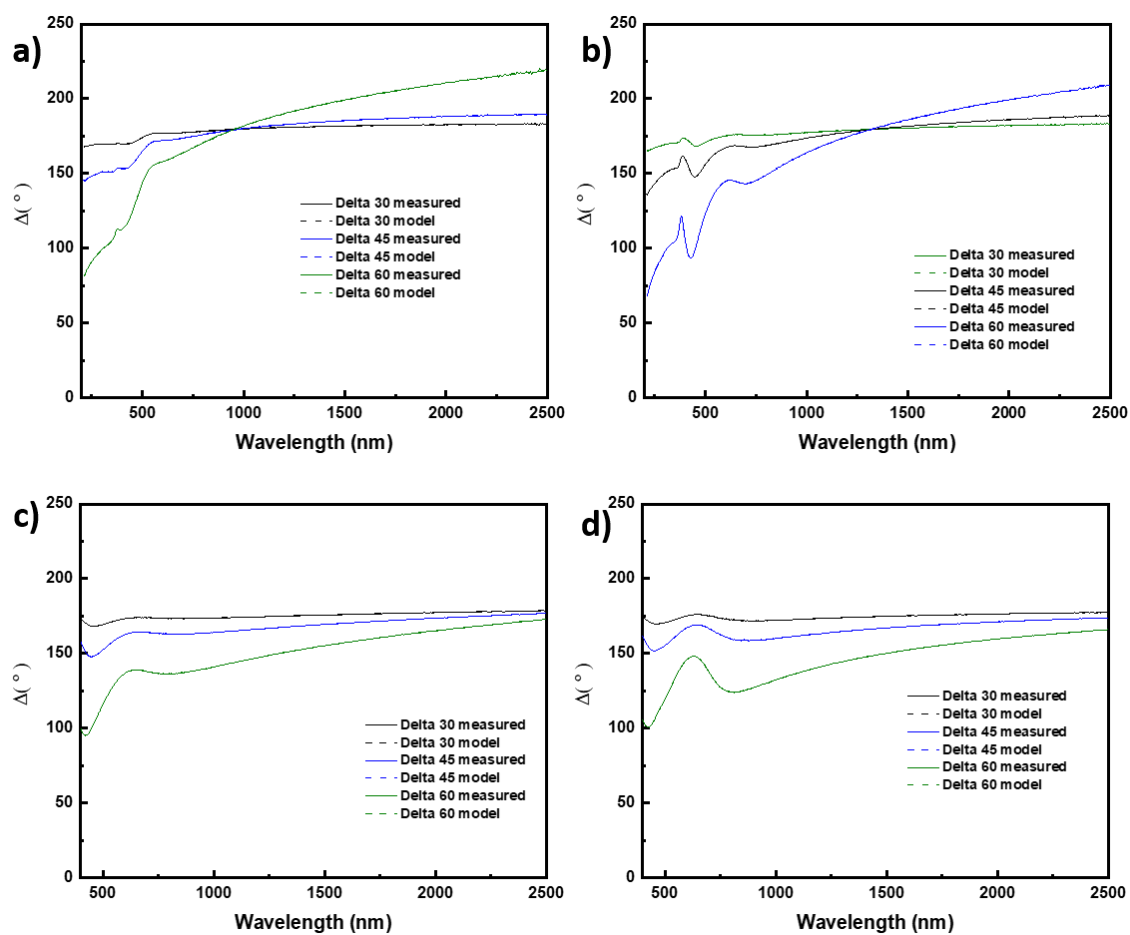 a)
250
200
150
100
50
0
Δ(°)
500 1000 1500 2000 2500
Wavelength (nm)
Delta 30 measured
Delta 30 model
Delta 45 measured
Delta 45 model
Delta 60 measured
Delta 60 model
b)
250
200
150
100
50
0
Δ(°)
500 1000 1500 2000 2500
Wavelength (nm)
Delta 30 measured
Delta 30 model
Delta 45 measured
Delta 45 model
Delta 60 measured
Delta 60 model
c)
250
200
150
100
50
0
Δ(°)
500 1000 1500 2000 2500
Wavelength (nm)
Delta 30 measured
Delta 30 model
Delta 45 measured
Delta 45 model
Delta 60 measured
Delta 60 model
d)
250
200
150
100
50
0
Δ(°)
500 1000 1500 2000 2500
Wavelength (nm)
Delta 30 measured
Delta 30 model
Delta 45 measured
Delta 45 model
Delta 60 measured
Delta 60 model